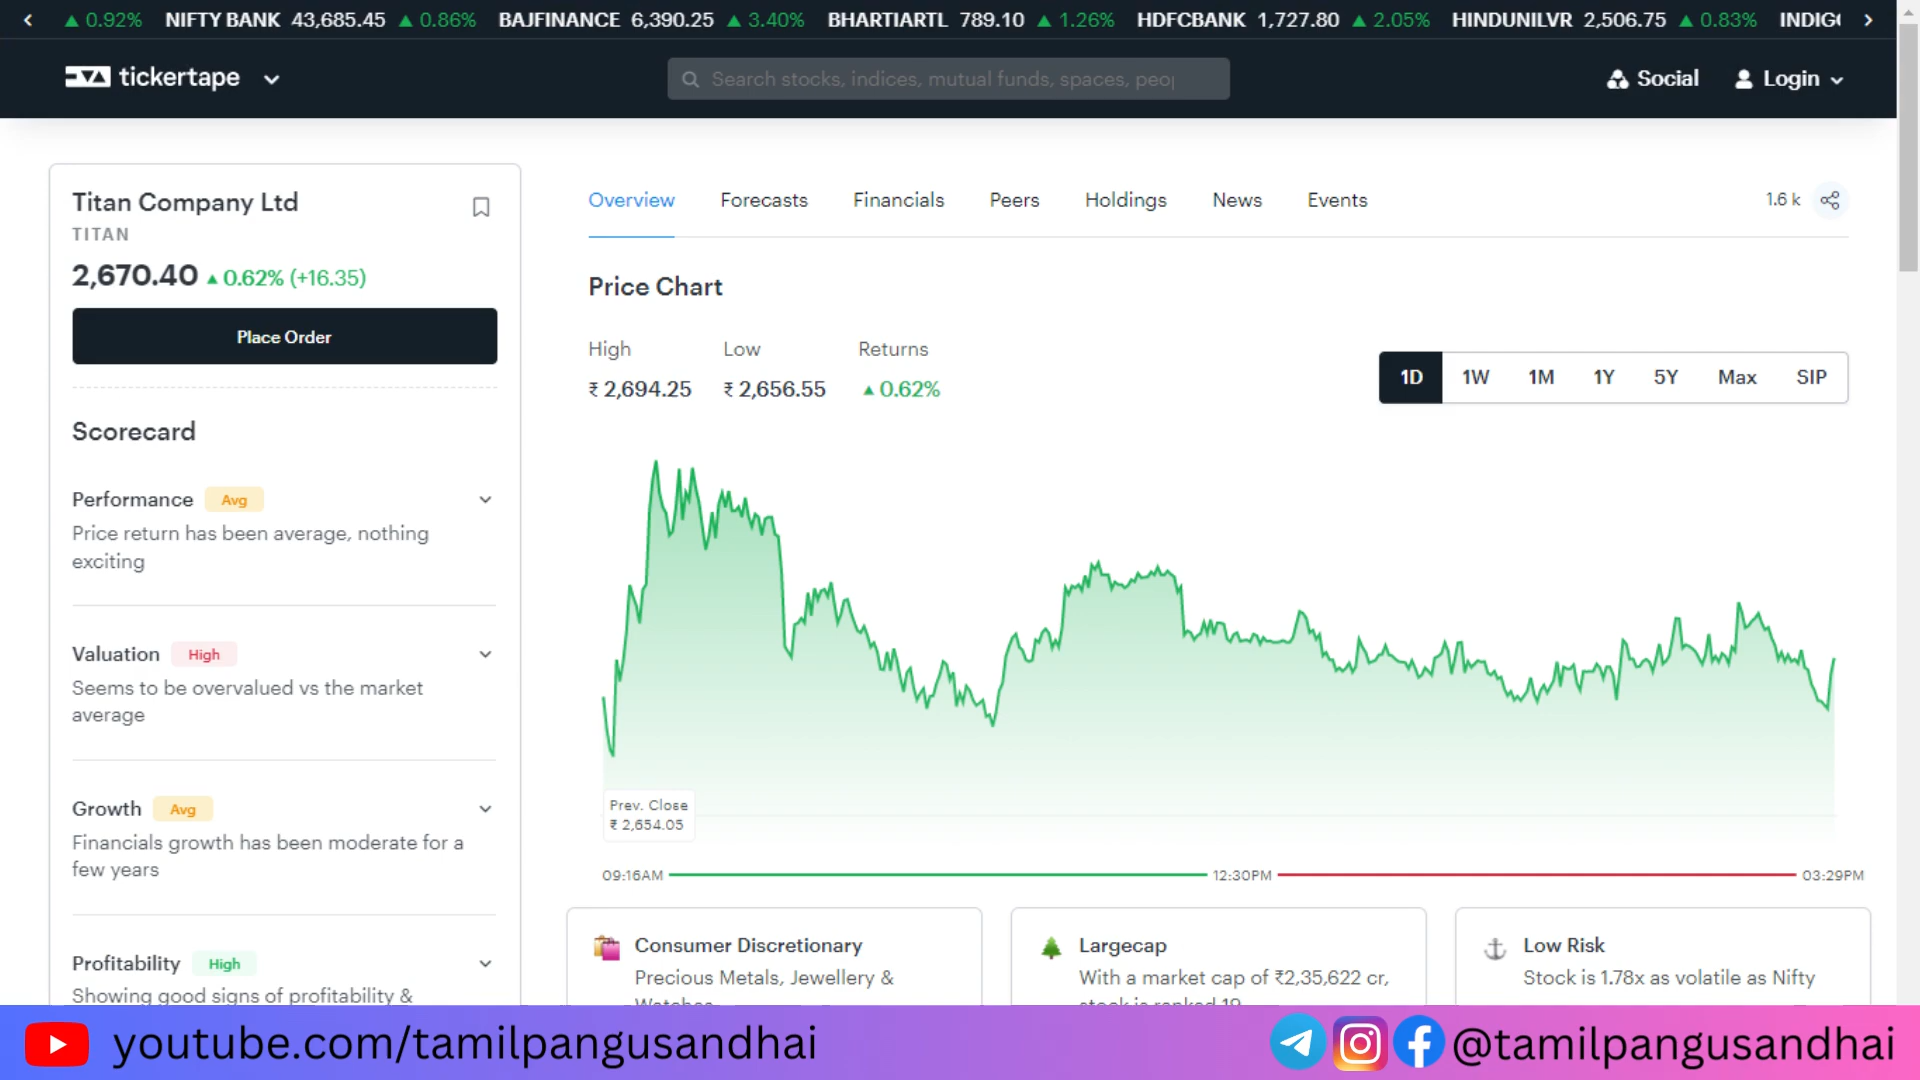 0.92% NIFTY BANK 43,685.45 0.86% BAJFINANCE 6,390.25 3.40% BHARTIARTL 789.10 1.26% HDFCBANK 1,727.80 2.05% HINDUNILVR 2,506.75 0.83%
tickertape
Search stocks, indices, mutual funds, spaces,
Social
Login
Titan Company Ltd
TITAN
2,670.40 0.62% (+16.35)
Place Order
Scorecard
Performance Avg
Price return has been average, nothing
exciting
Valuation High
Seems to be overvalued vs the market
average
Growth Avg
Financials growth has been moderate for a
few years
Profitability High
Showing good signs of profitability &
Overview Forecasts Financials Peers Holdings News Events
1.6 k
Price Chart
High Low Returns
₹ 2,694.25 ₹ 2,656.55 0.62%
1D 1W 1M 1Y 5Y Max SIP
Prev. Close
₹ 2,654.05
09:16AM 12:30PM 03:29PM
Consumer Discretionary
Precious Metals, Jewellery &
Watches
Largecap
With a market cap of ₹2,35,622 cr,
stock is ranked 19
Low Risk
Stock is 1.78x as volatile as Nifty
youtube.com/tamilpangusandhai
@tamilpangusandhai